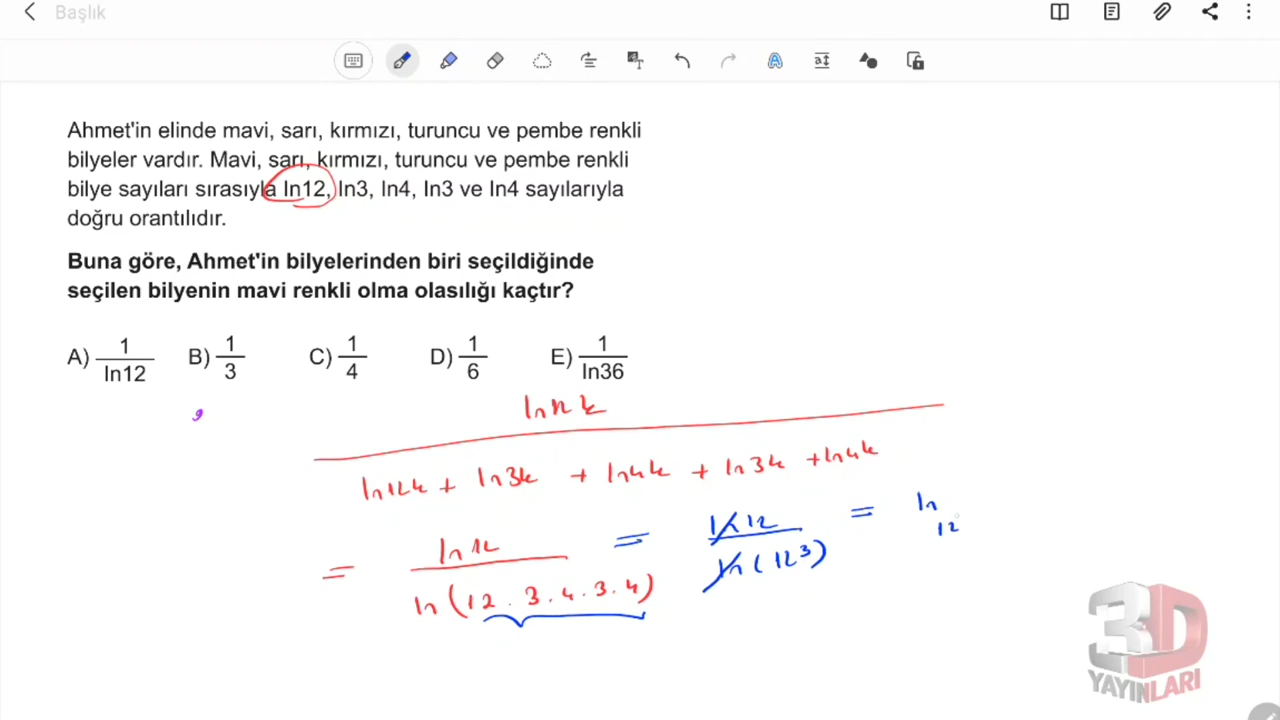 Başlık
Ahmet'in elinde mavi, sarı, kırmızı, turuncu ve pembe renkli
bilyeler vardır. Mavi, sarı, kırmızı, turuncu ve pembe renkli
bilye sayıları sırasıyla ln12, ln3, ln4, ln3 ve ln4 sayılarıyla
doğru orantılıdır.
Buna göre, Ahmet'in bilyelerinden biri seçildiğinde
seçilen bilyenin mavi renkli olma olasılığı kaçtır?
A) 1/ln12 B) 1/3 C) 1/4 D) 1/6 E) 1/ln36
ln12k
ln12k + ln3k + ln4k + ln3k + ln4k
= ln12 / ln(12.3.4.3.4) = ln12 / ln(12³) = ln 12
3D
YAYINLARI